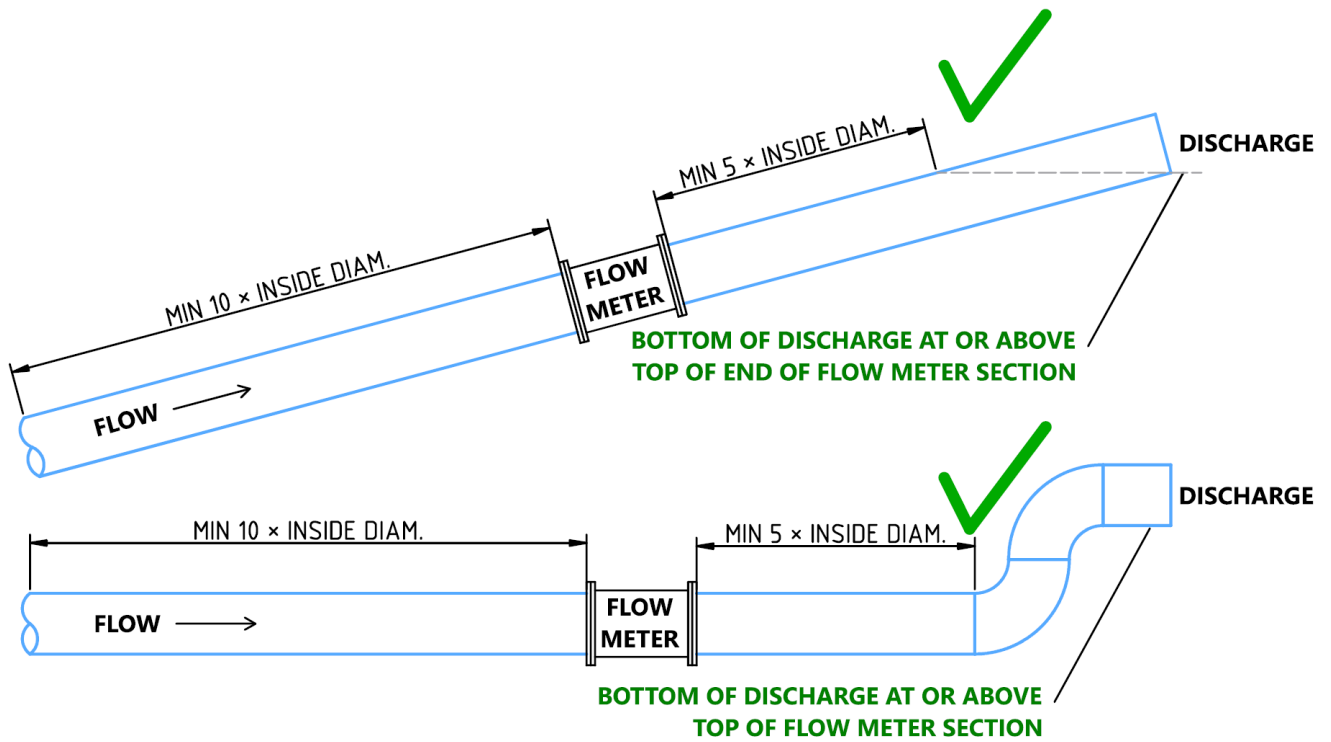 DISCHARGE
MIN 5 × INSIDE DIAM.
MIN 10 × INSIDE DIAM.
FLOW
METER
BOTTOM OF DISCHARGE AT OR ABOVE
TOP OF END OF FLOW METER SECTION
FLOW
DISCHARGE
MIN 10 × INSIDE DIAM.
MIN 5 × INSIDE DIAM.
FLOW
FLOW
METER
BOTTOM OF DISCHARGE AT OR ABOVE
TOP OF FLOW METER SECTION